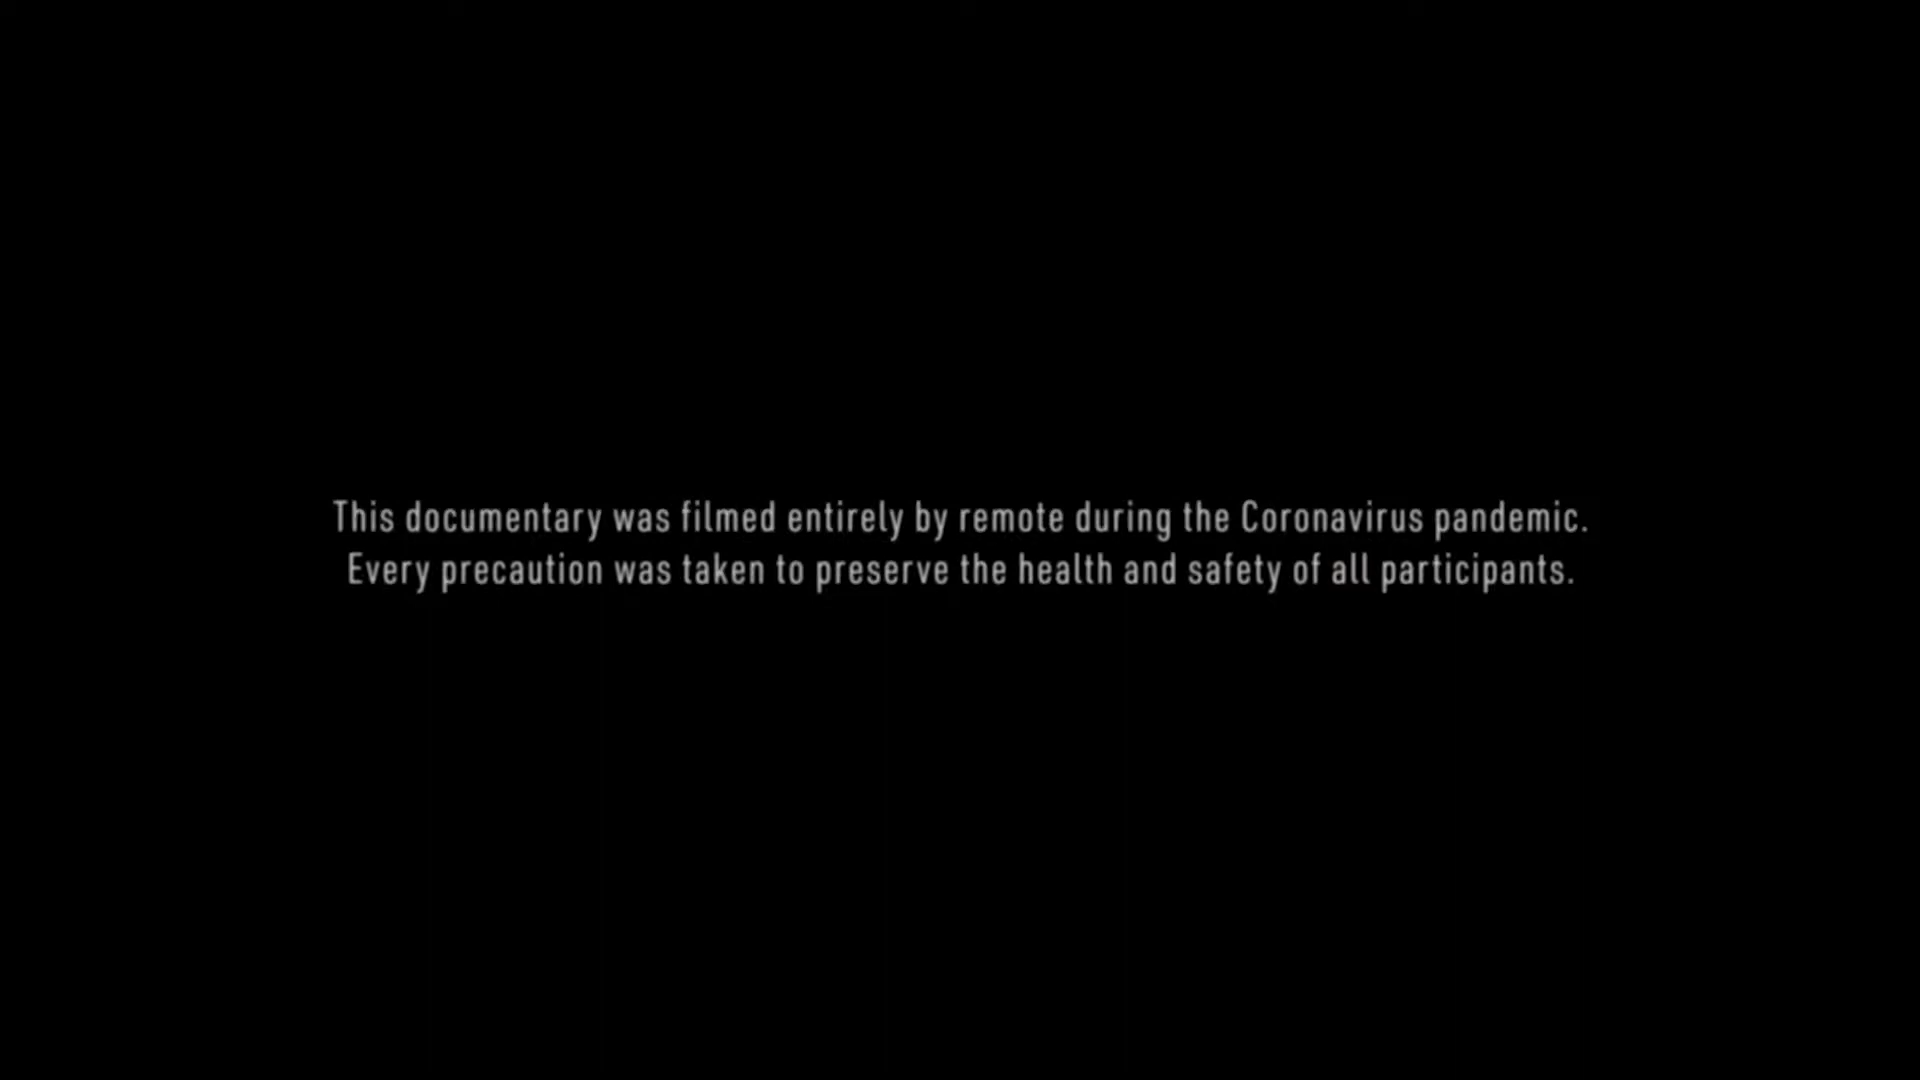 This documentary was filmed entirely by remote during the Coronavirus pandemic.
Every precaution was taken to preserve the health and safety of all participants.